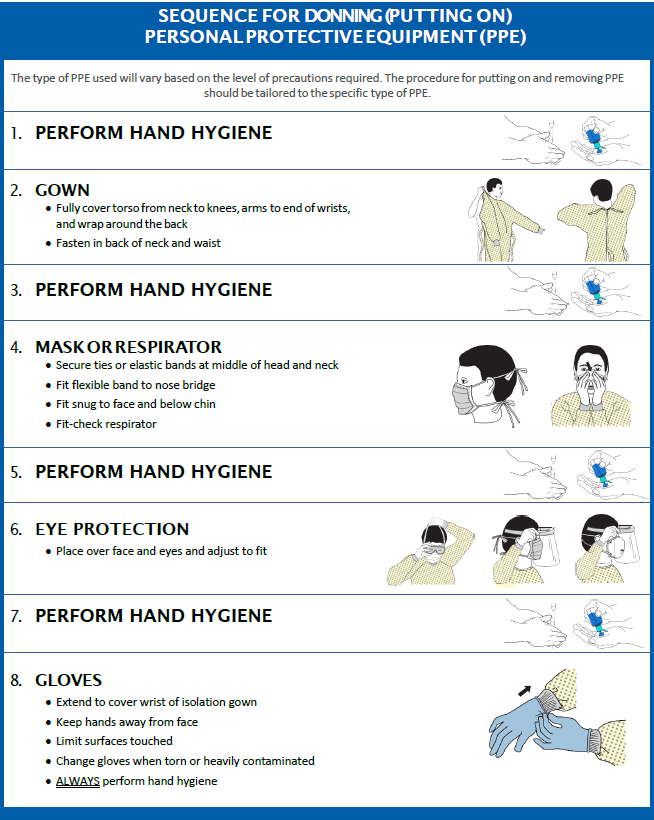 SEQUENCE FOR DONNING (PUTTING ON)
PERSONAL PROTECTIVE EQUIPMENT (PPE)
The type of PPE used will vary based on the level of precautions required. The procedure for putting on and removing PPE
should be tailored to the specific type of PPE.
1. PERFORM HAND HYGIENE
2. GOWN
• Fully cover torso from neck to knees, arms to end of wrists,
and wrap around the back
• Fasten in back of neck and waist
3. PERFORM HAND HYGIENE
4. MASK OR RESPIRATOR
• Secure ties or elastic bands at middle of head and neck
• Fit flexible band to nose bridge
• Fit snug to face and below chin
• Fit-check respirator
5. PERFORM HAND HYGIENE
6. EYE PROTECTION
• Place over face and eyes and adjust to fit
7. PERFORM HAND HYGIENE
8. GLOVES
• Extend to cover wrist of isolation gown
• Keep hands away from face
• Limit surfaces touched
• Change gloves when torn or heavily contaminated
• ALWAYS perform hand hygiene